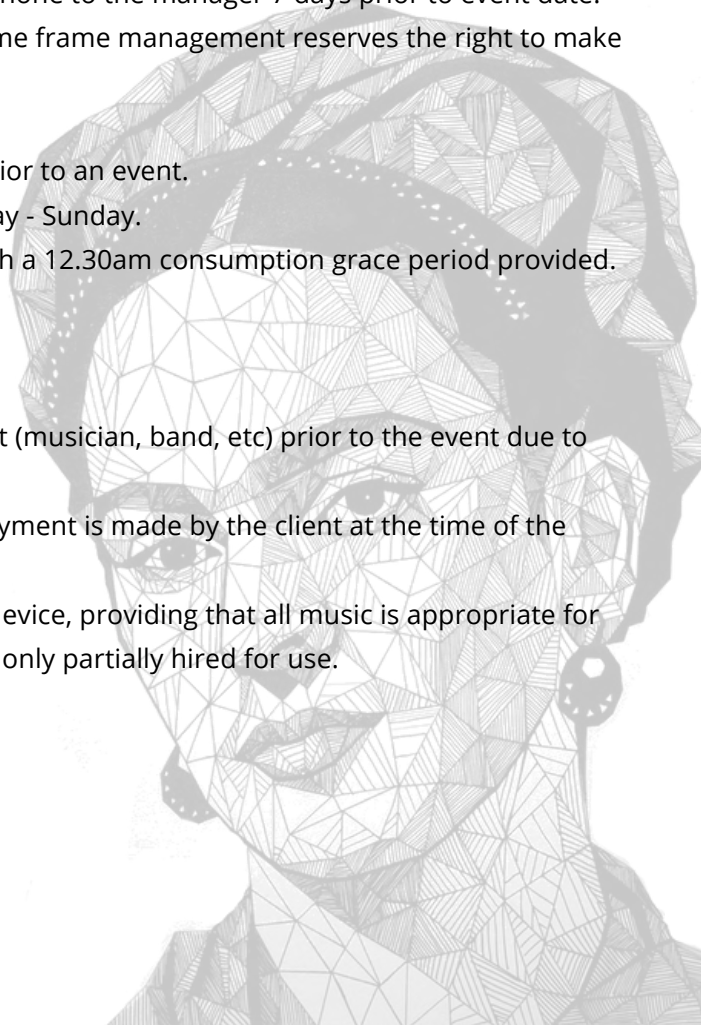 to the manager 7 days prior to event date.
me frame management reserves the right to make
ior to an event.
ay - Sunday.
h a 12.30am consumption grace period provided.
t (musician, band, etc) prior to the event due to
yment is made by the client at the time of the
evice, providing that all music is appropriate for
only partially hired for use.